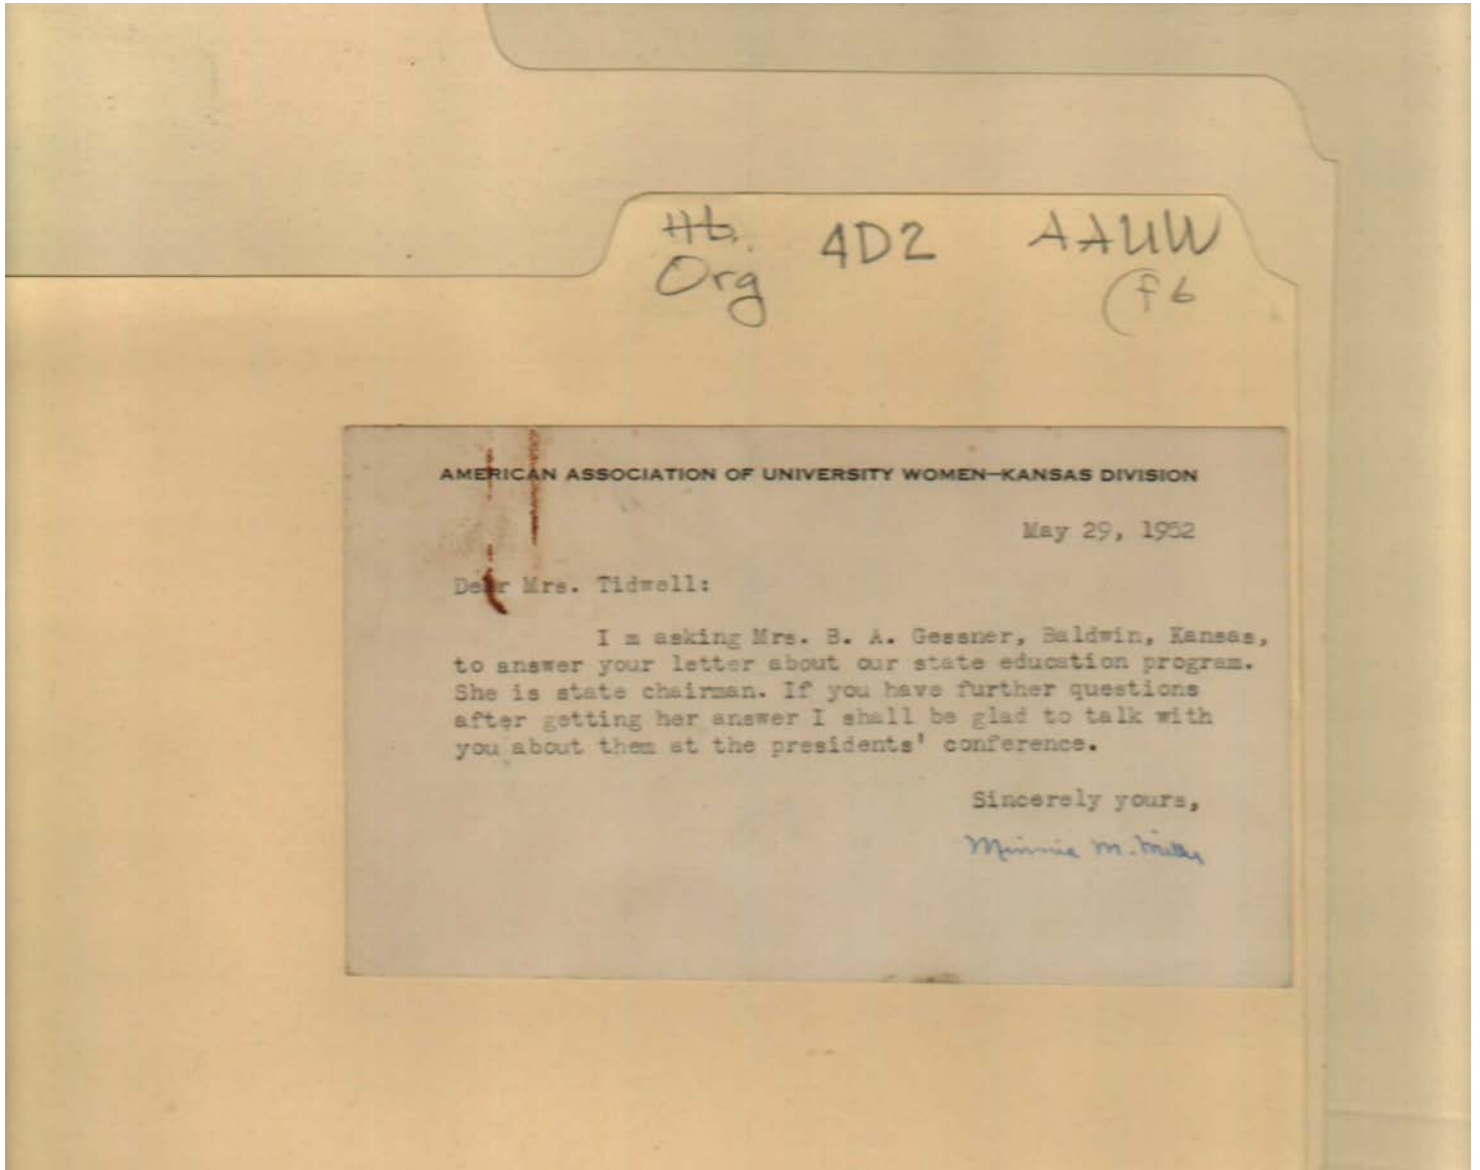 Hb. 4D2 AAUW
Org (f6
AMERICAN ASSOCIATION OF UNIVERSITY WOMEN—KANSAS DIVISION
May 29, 1952
Dear Mrs. Tidwell:
I m asking Mrs. B. A. Gessner, Baldwin, Kansas,
to answer your letter about our state education program.
She is state chairman. If you have further questions
after getting her answer I shall be glad to talk with
you about them at the presidents' conference.
Sincerely yours,
Minnie M. Miller